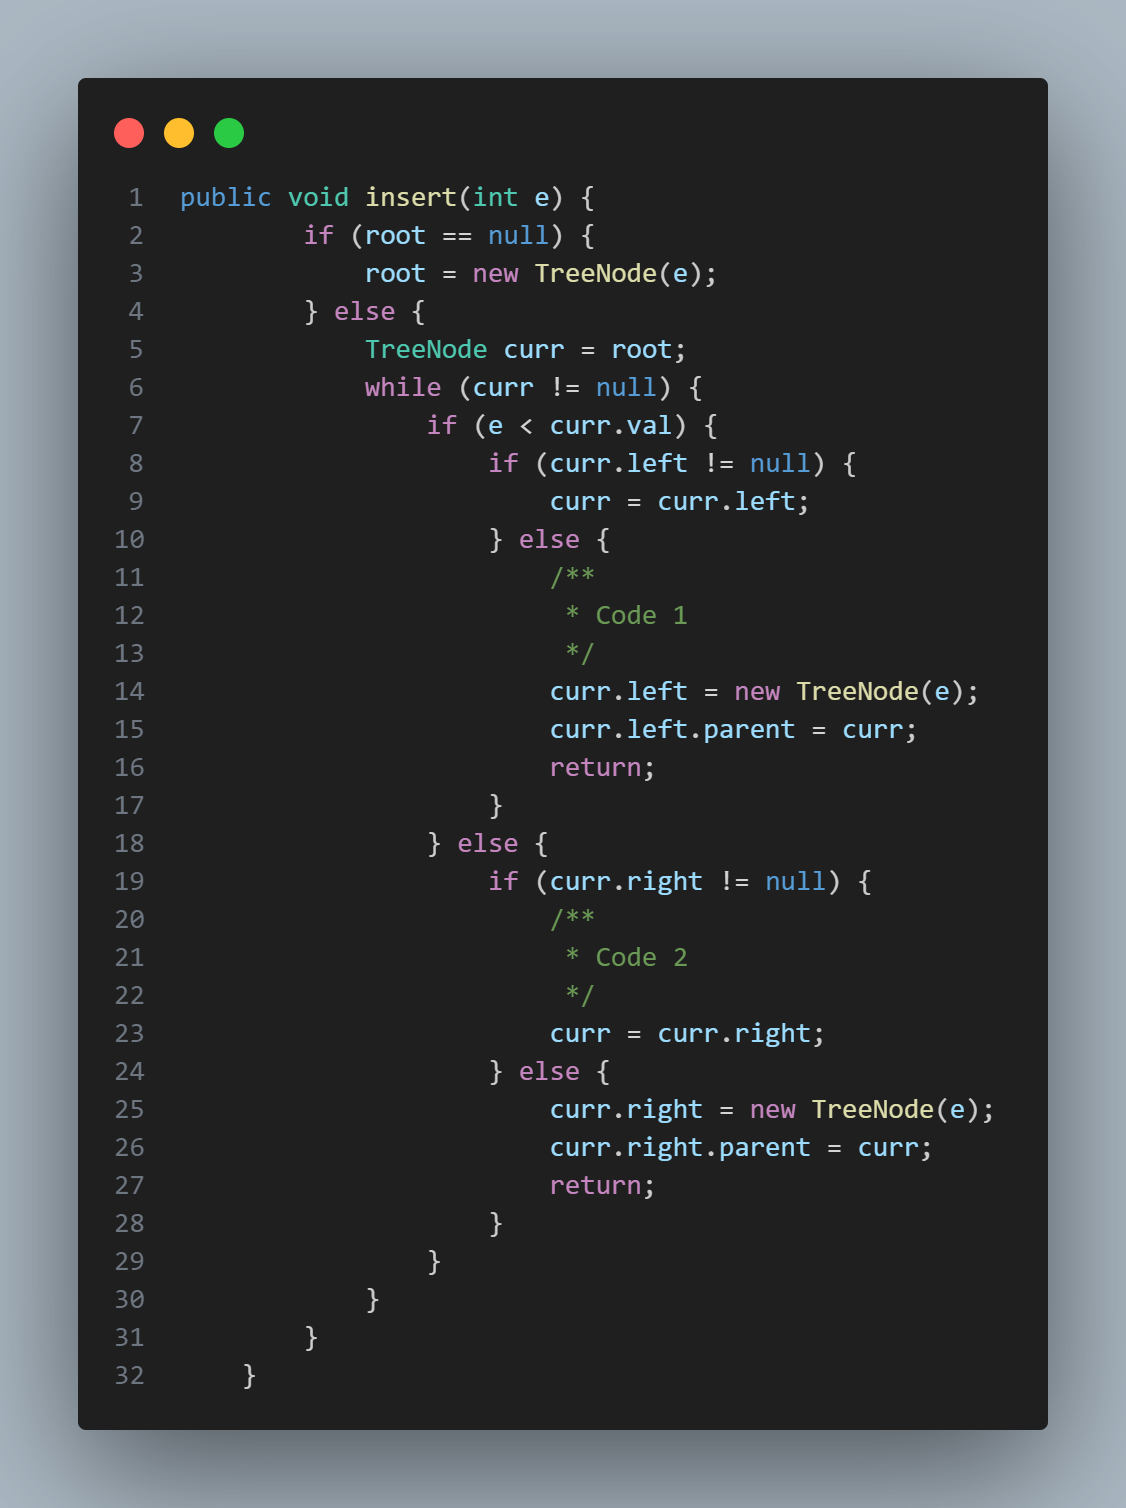 1 public void insert(int e) {
2         if (root == null) {
3             root = new TreeNode(e);
4         } else {
5             TreeNode curr = root;
6             while (curr != null) {
7                 if (e < curr.val) {
8                     if (curr.left != null) {
9                         curr = curr.left;
10                     } else {
11                         /**
12                          * Code 1
13                          */
14                         curr.left = new TreeNode(e);
15                         curr.left.parent = curr;
16                         return;
17                     }
18                 } else {
19                     if (curr.right != null) {
20                         /**
21                          * Code 2
22                          */
23                         curr = curr.right;
24                     } else {
25                         curr.right = new TreeNode(e);
26                         curr.right.parent = curr;
27                         return;
28                     }
29                 }
30             }
31         }
32     }